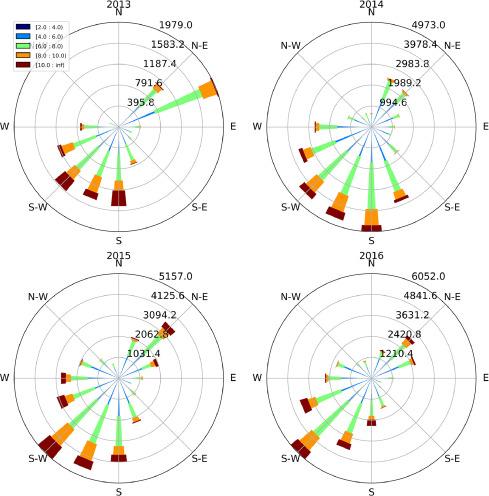 2013
N
1979.0
1583.2
N-E
1187.4
791.6
395.8
W
E
S-W
S-E
S
[2.0 : 4.0)
[4.0 : 6.0)
[6.0 : 8.0)
[8.0 : 10.0)
[10.0 : inf)
2014
N
4973.0
N-W
3978.4
N-E
2983.8
1989.2
994.6
W
E
S-W
S-E
S
2015
N
5157.0
N-W
4125.6
N-E
3094.2
2062.8
1031.4
W
E
S-W
S-E
S
2016
N
6052.0
N-W
4841.6
N-E
3631.2
2420.8
1210.4
W
E
S-W
S-E
S